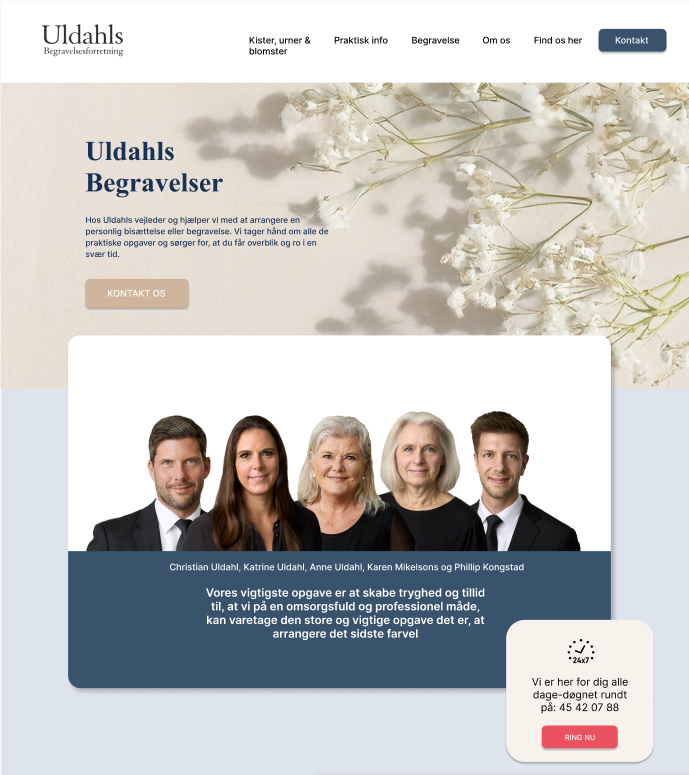 Uldahls
Begravelsesforretning
Kister, urner &
blomster
Praktisk info
Begravelse
Om os
Find os her
Kontakt
Uldahls
Begravelser
Hos Uldahls vejleder og hjælper vi med at arrangere en
personlig bisættelse eller begravelse. Vi tager hånd om alle de
praktiske opgaver og sørger for, at du får overblik og ro i en
svær tid.
KONTAKT OS
Christian Uldahl, Katrine Uldahl, Anne Uldahl, Karen Mikelsons og Phillip Kongstad
Vores vigtigste opgave er at skabe tryghed og tillid
til, at vi på en omsorgsfuld og professionel måde,
kan varetage den store og vigtige opgave det er, at
arrangere det sidste farvel
24x7
Vi er her for dig alle
dage-døgnet rundt
på: 45 42 07 88
RING NU